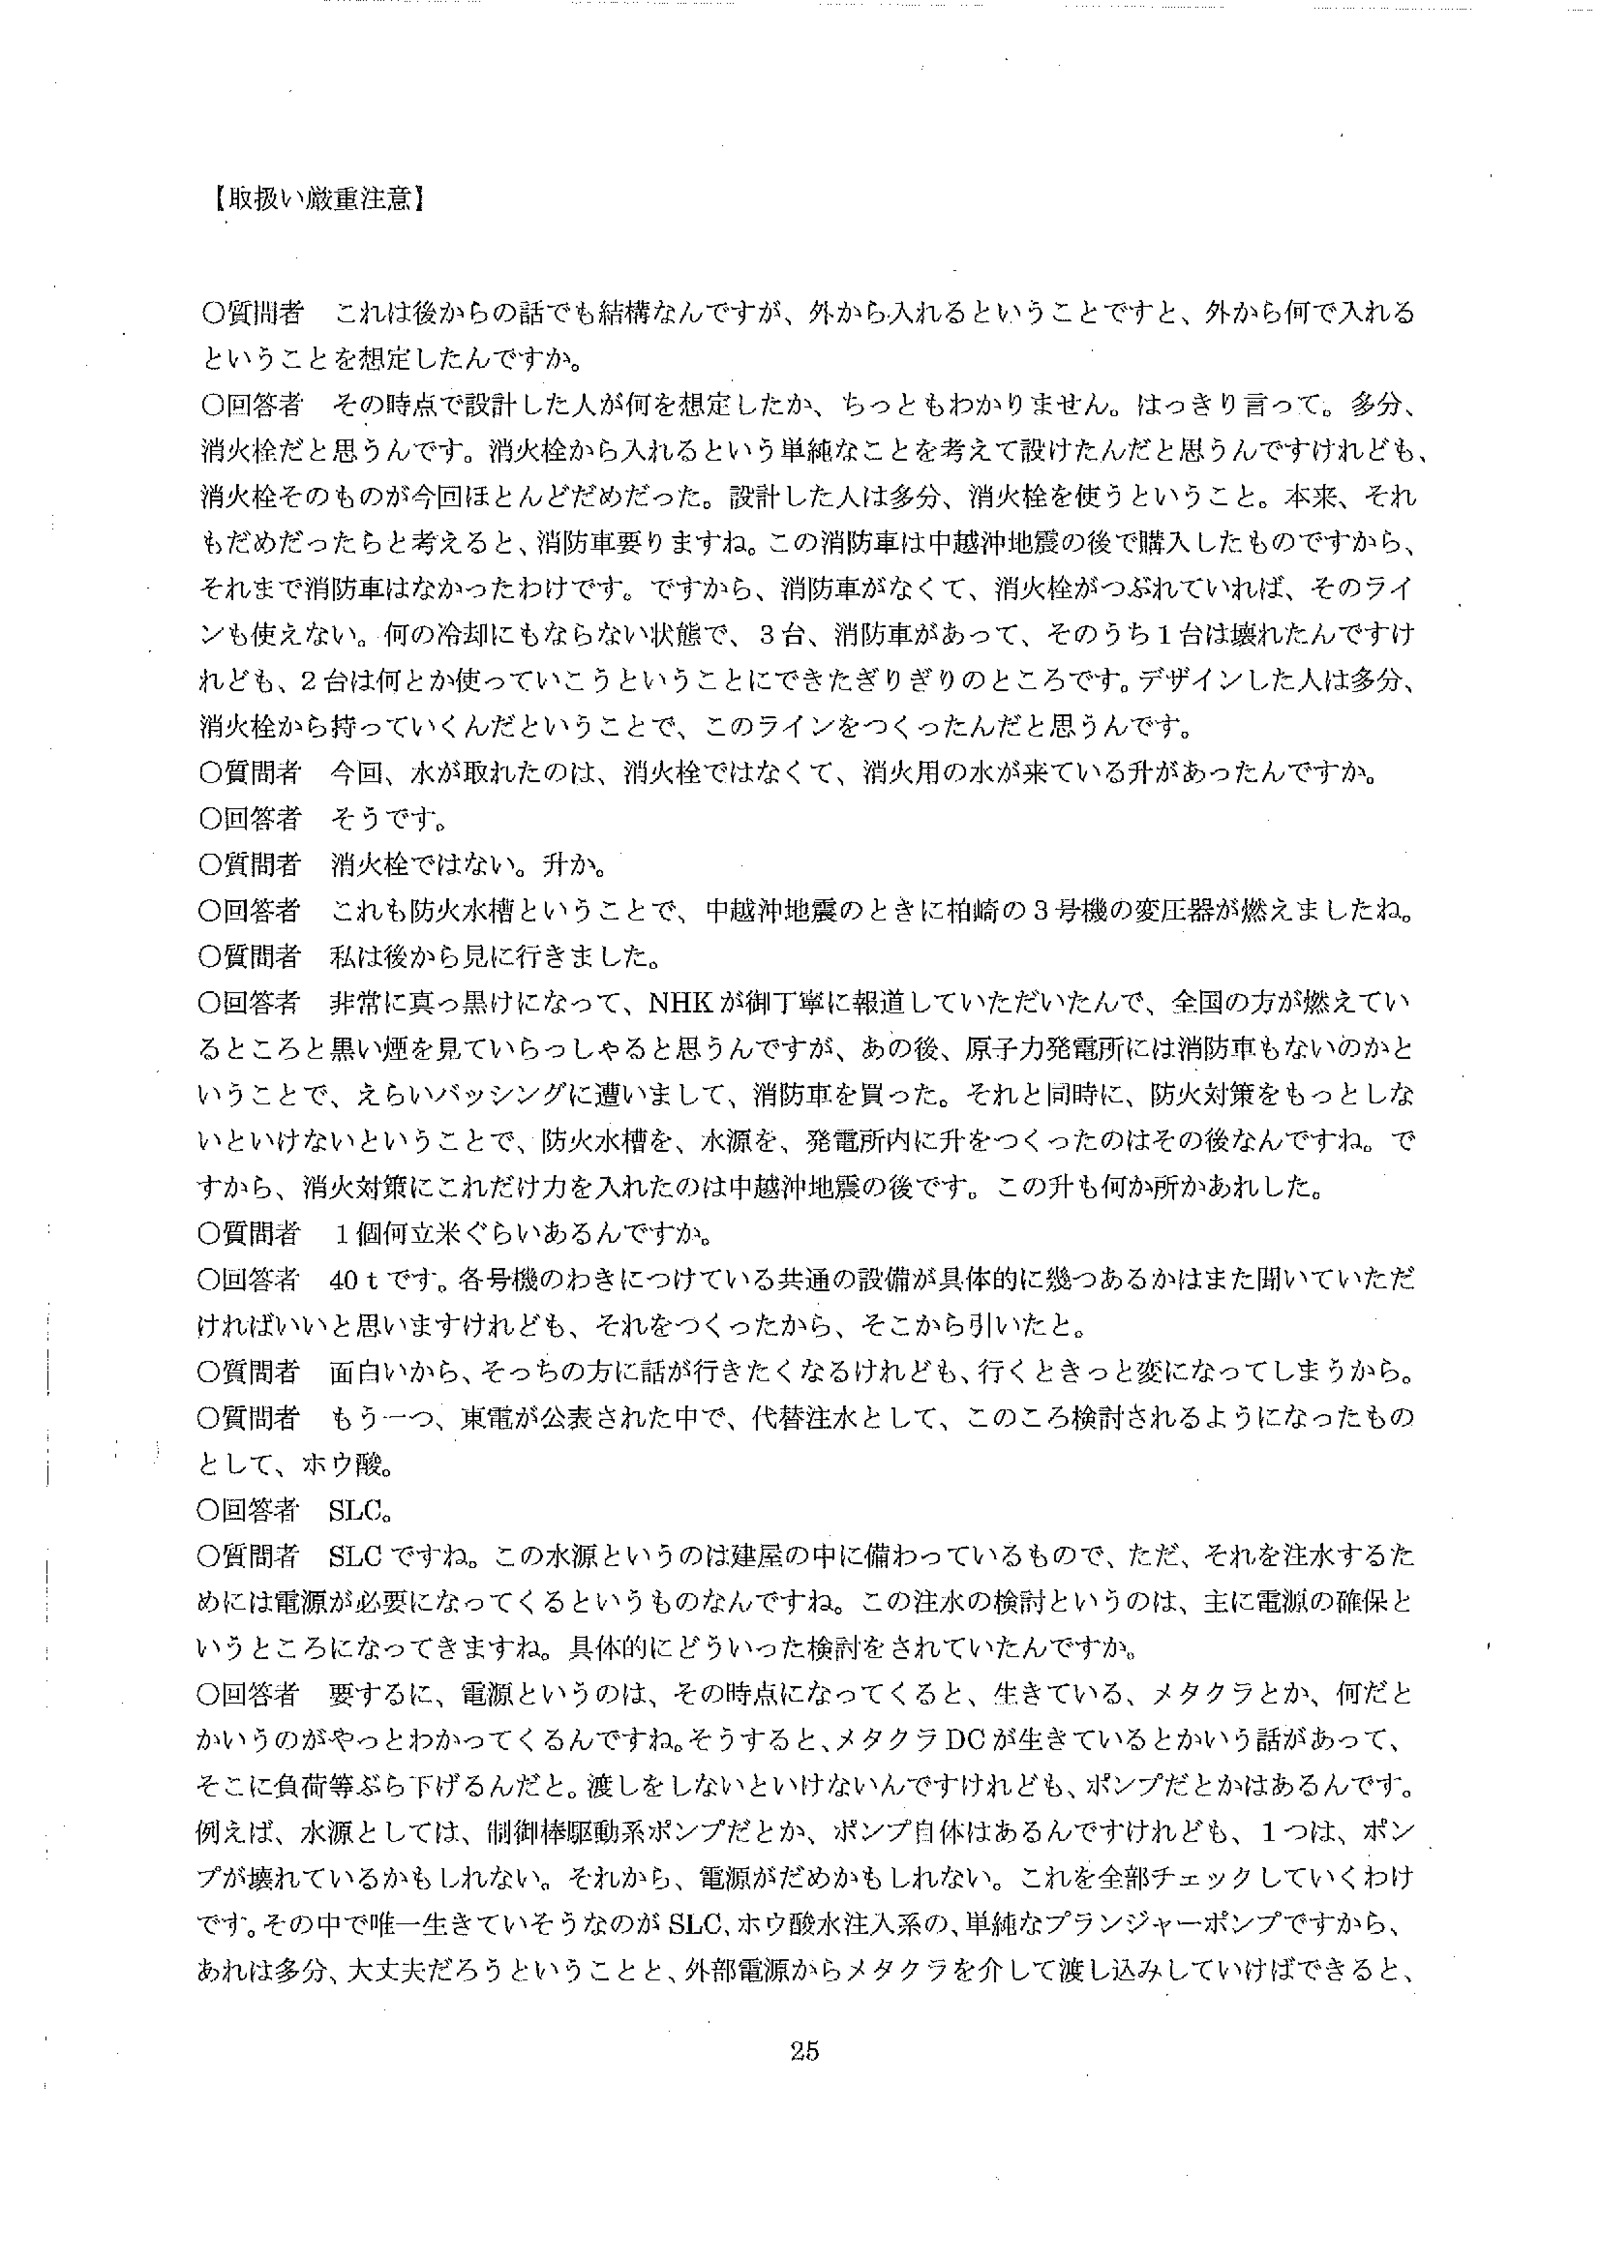 【取扱い厳重注意】
○質問者　これは後からの話でも結構なんですが、外から入れるということですと、外から何で入れる
ということを想定したんですか。
○回答者　その時点で設計した人が何を想定したか、ちっともわかりません。はっきり言って。多分、
消火栓だと思うんです。消火栓から入れるという単純なことを考えて設けたんだと思うんですけれども、
消火栓そのものが今回ほとんどだめだった。設計した人は多分、消火栓を使うということ。本来、それ
もだめだったらと考えると、消防車要りますね。この消防車は中越沖地震の後で購入したものですから、
それまで消防車はなかったわけです。ですから、消防車がなくて、消火栓がつぶれていれば、そのライ
ンも使えない。何の冷却にもならない状態で、３台、消防車があって、そのうち１台は壊れたんですけ
れども、２台は何とか使っていこうということにできたぎりぎりのところです。デザインした人は多分、
消火栓から持っていくんだということで、このラインをつくったんだと思うんです。
○質問者　今回、水が取れたのは、消火栓ではなくて、消火用の水が来ている升があったんですか。
○回答者　そうです。
○質問者　消火栓ではない。升か。
○回答者　これも防火水槽ということで、中越沖地震のときに柏崎の３号機の変圧器が燃えましたね。
○質問者　私は後から見に行きました。
○回答者　非常に真っ黒けになって、NHKが御丁寧に報道していただいたんで、全国の方が燃えてい
るところと黒い煙を見ていらっしゃると思うんですが、あの後、原子力発電所には消防車もないのかと
いうことで、えらいバッシングに遭いまして、消防車を買った。それと同時に、防火対策をもっとしな
いといけないということで、防火水槽を、水源を、発電所内に升をつくったのはその後なんですね。で
すから、消火対策にこれだけ力を入れたのは中越沖地震の後です。この升も何か所かあれした。
○質問者　１個何立米ぐらいあるんですか。
○回答者　40ｔです。各号機のわきにつけている共通の設備が具体的に幾つあるかはまた聞いていただ
ければいいと思いますけれども、それをつくったから、そこから引いたと。
○質問者　面白いから、そっちの方に話が行きたくなるけれども、行くときっと変になってしまうから。
○質問者　もう一つ、東電が公表された中で、代替注水として、このころ検討されるようになったもの
として、ホウ酸。
○回答者　SLC。
○質問者　SLCですね。この水源というのは建屋の中に備わっているもので、ただ、それを注水するた
めには電源が必要になってくるというものなんですね。この注水の検討というのは、主に電源の確保と
いうところになってきますね。具体的にどういった検討をされていたんですか。
○回答者　要するに、電源というのは、その時点になってくると、生きている、メタクラとか、何だと
かいうのがやっとわかってくるんですね。そうすると、メタクラDCが生きているとかいう話があって、
そこに負荷等ぶら下げるんだと。渡しをしないといけないんですけれども、ポンプだとかはあるんです。
例えば、水源としては、制御棒駆動系ポンプだとか、ポンプ自体はあるんですけれども、１つは、ポン
プが壊れているかもしれない。それから、電源がだめかもしれない。これを全部チェックしていくわけ
です。その中で唯一生きていそうなのがSLC、ホウ酸水注入系の、単純なプランジャーポンプですから、
あれは多分、大丈夫だろうということと、外部電源からメタクラを介して渡し込みしていけばできると、
25